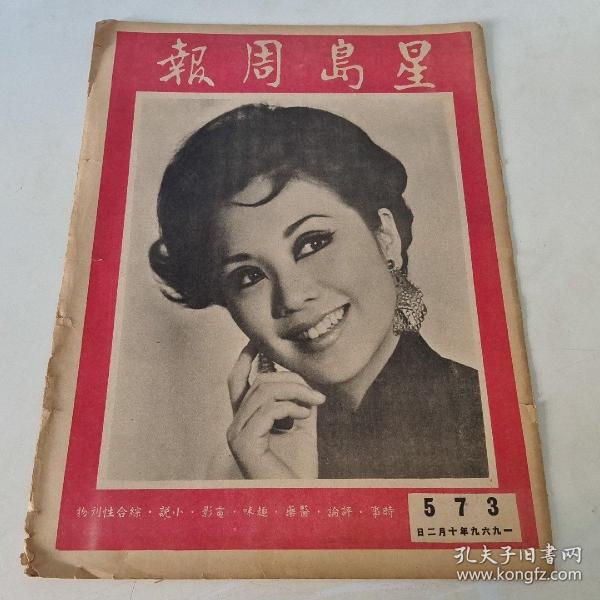 星島周報
時事・評論・醫藥・趣味・電影・小說・綜合性刊物
573
一九六九年十月二日
孔夫子旧书网
www.kongfz.com